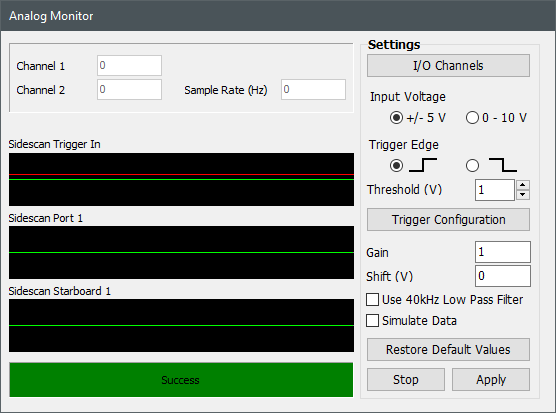 Analog Monitor
Channel 1 0
Channel 2 0 Sample Rate (Hz) 0
Sidescan Trigger In
Sidescan Port 1
Sidescan Starboard 1
Success
Settings
I/O Channels
Input Voltage
+/- 5 V 0 - 10 V
Trigger Edge
Threshold (V) 1
Trigger Configuration
Gain 1
Shift (V) 0
Use 40kHz Low Pass Filter
Simulate Data
Restore Default Values
Stop Apply